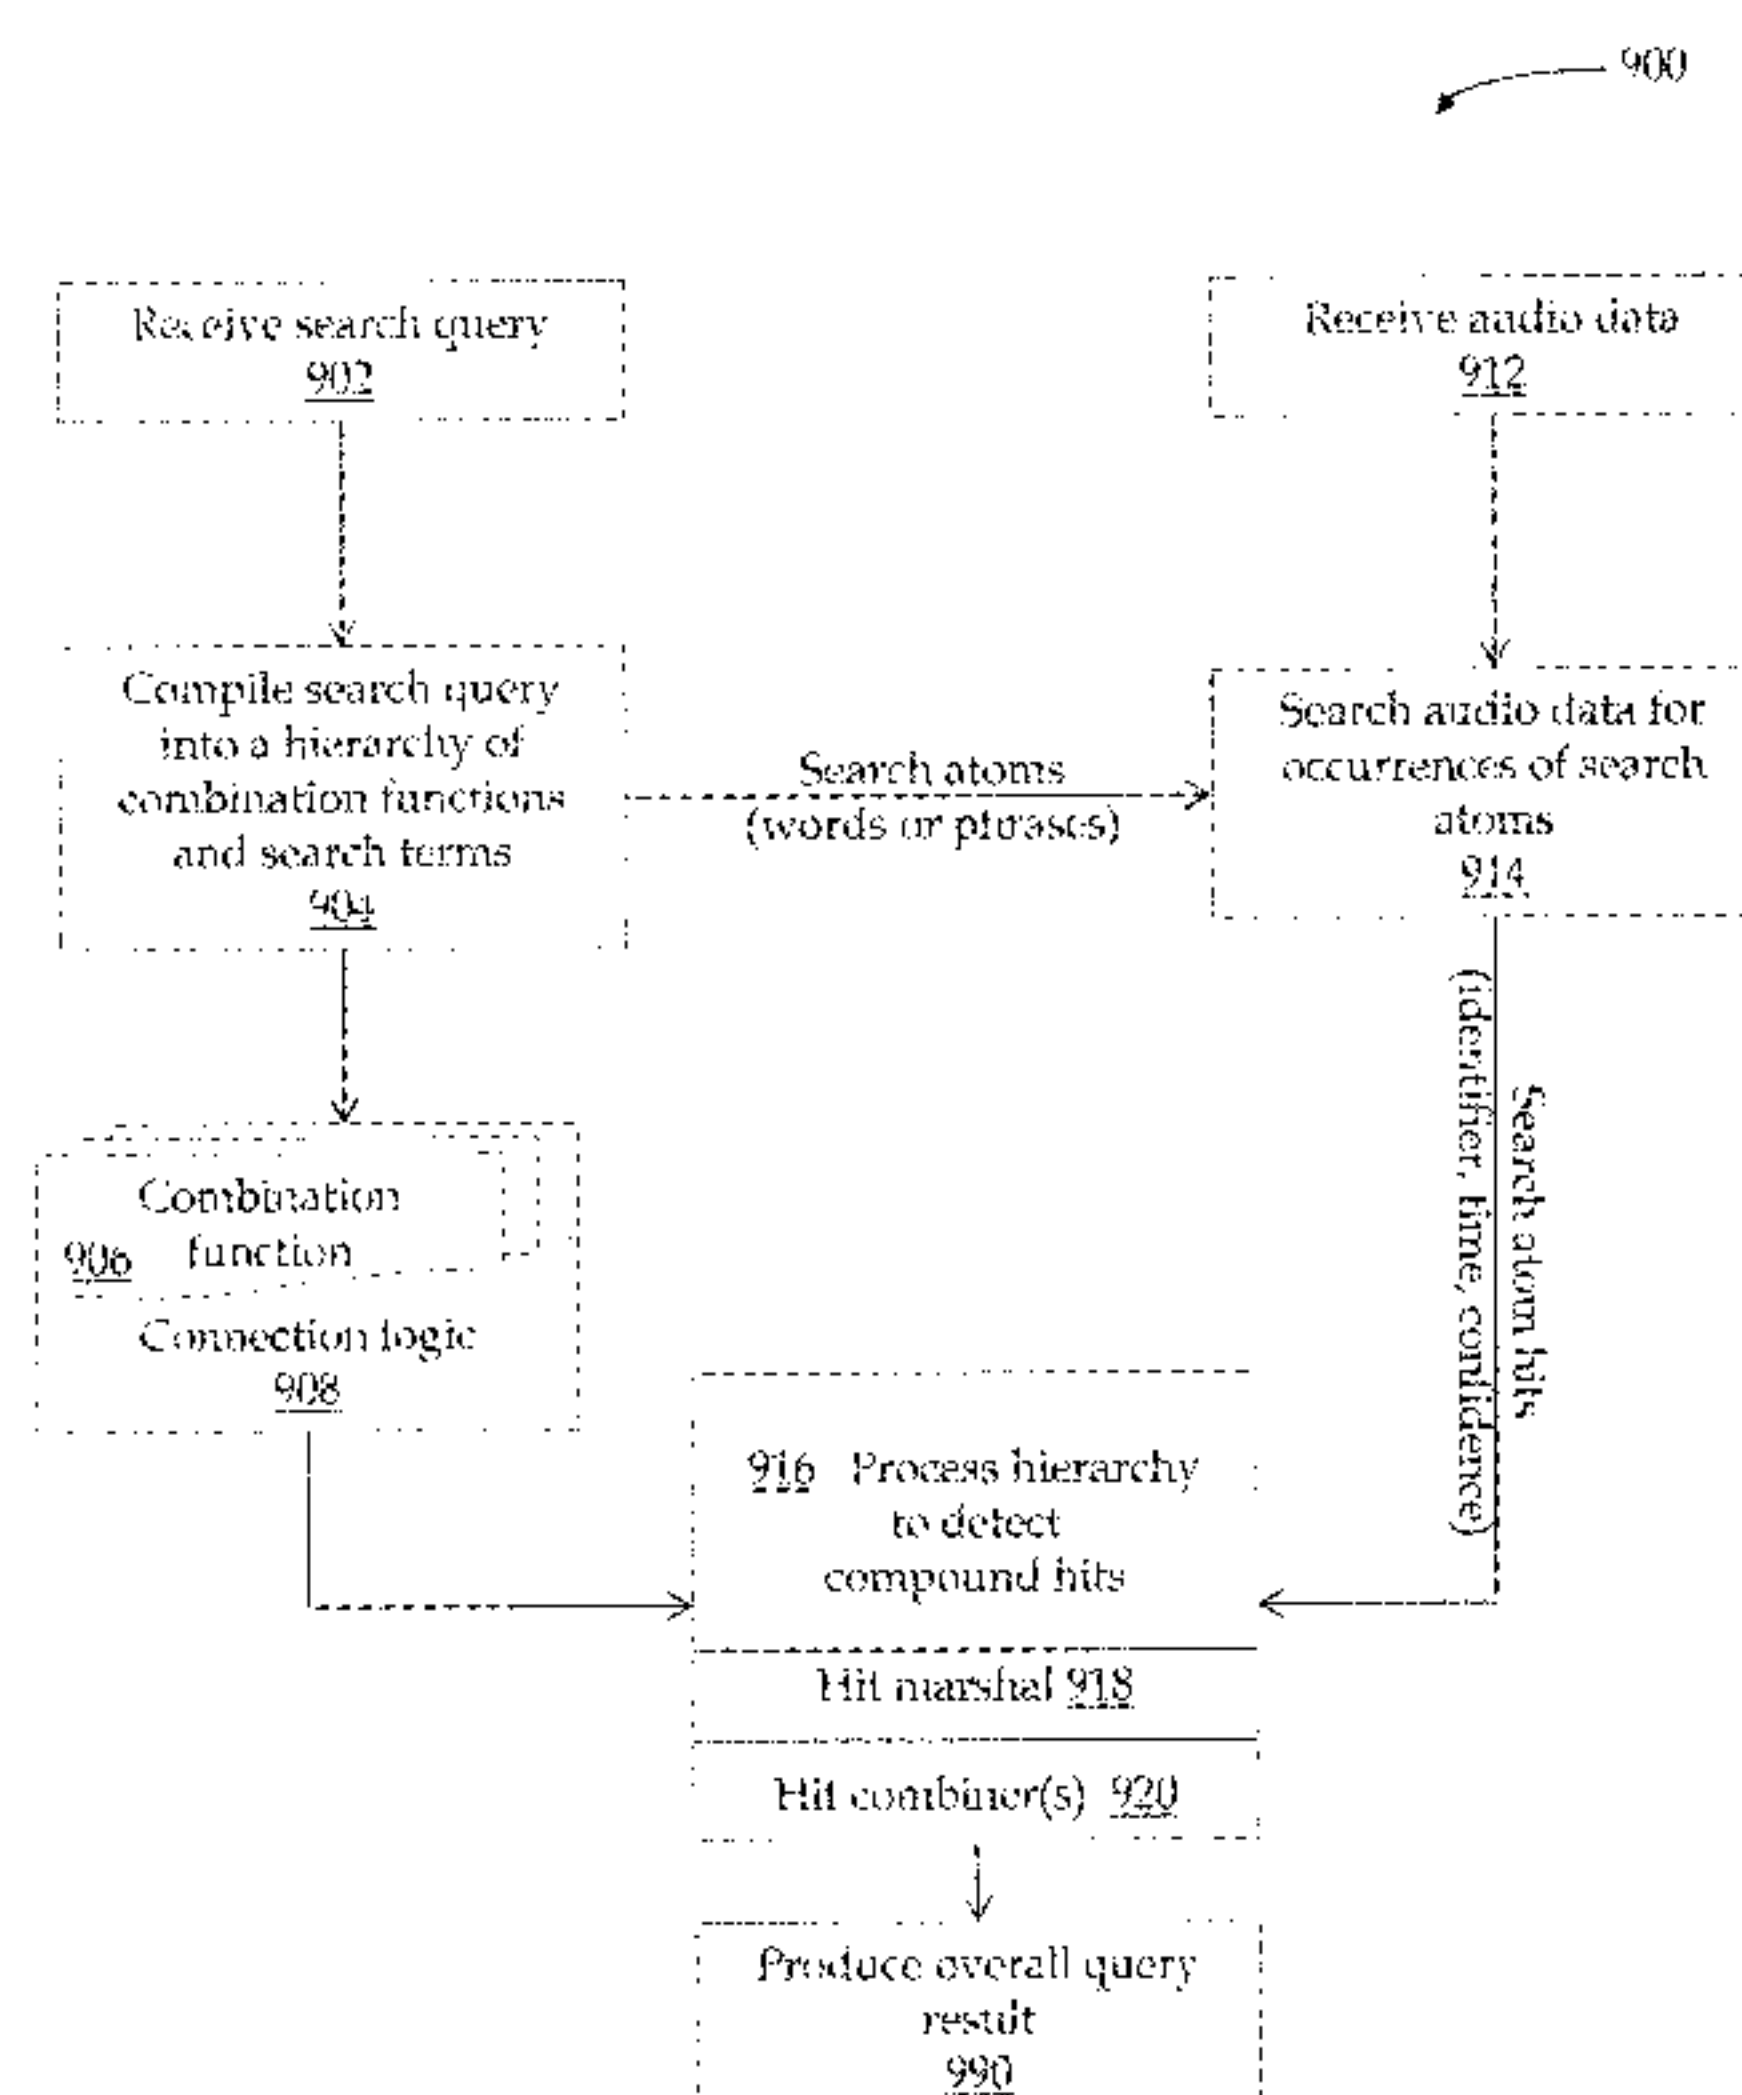 900
Receive search query
902
Receive audio data
912
Compile search query
into a hierarchy of
combination functions
and search terms
904
Search atoms
(words or phrases)
Search audio data for
occurrences of search
atoms
914
Search atom hits
(identifier, time, confidence)
Combination
function
906
Connection logic
908
916 Process hierarchy
to detect
compound hits
Hit marshal 918
Hit combiner(s) 920
Produce overall query
result
990